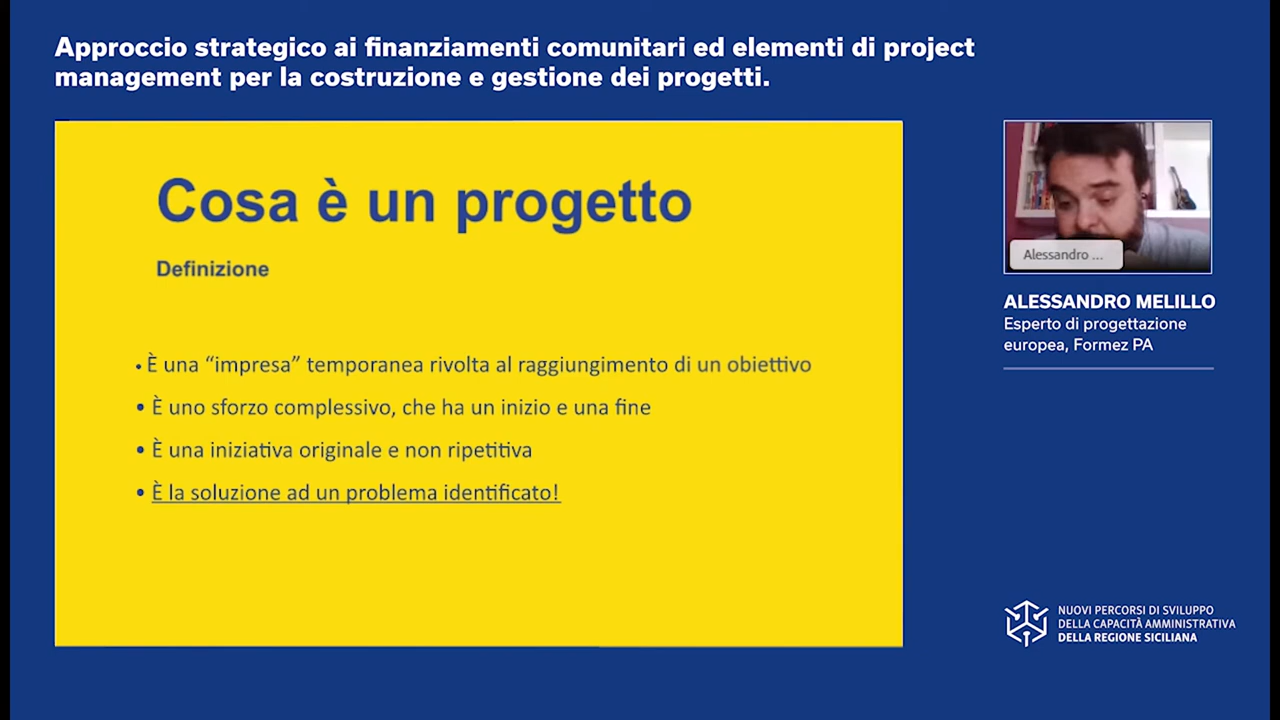 Approccio strategico ai finanziamenti comunitari ed elementi di project
management per la costruzione e gestione dei progetti.
Cosa è un progetto
Definizione
• È una “impresa” temporanea rivolta al raggiungimento di un obiettivo
• È uno sforzo complessivo, che ha un inizio e una fine
• È una iniziativa originale e non ripetitiva
• È la soluzione ad un problema identificato!
Alessandro ...
ALESSANDRO MELILLO
Esperto di progettazione
europea, Formez PA
NUOVI PERCORSI DI SVILUPPO
DELLA CAPACITÀ AMMINISTRATIVA
DELLA REGIONE SICILIANA